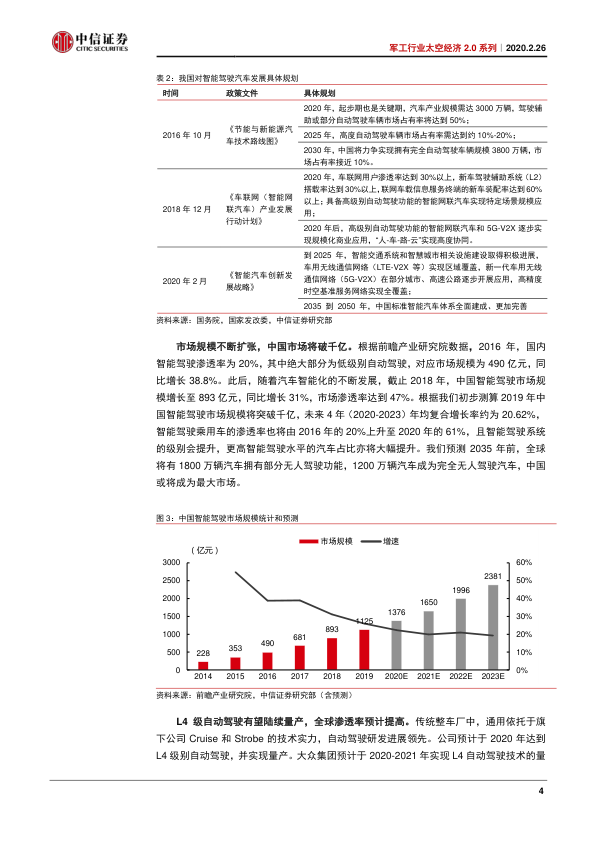 中信证券
CITIC SECURITIES
军工行业太空经济 2.0 系列｜2020.2.26
表 2：我国对智能驾驶汽车发展具体规划
时间 政策文件 具体规划
2016 年 10 月
《节能与新能源汽
车技术路线图》
2020 年，起步期也是关键期，汽车产业规模需达 3000 万辆，驾驶辅
助或部分自动驾驶车辆市场占有率将达到 50%；
2025 年，高度自动驾驶车辆市场占有率需达到约 10%-20%；
2030 年，中国将力争实现拥有完全自动驾驶车辆规模 3800 万辆，市
场占有率接近 10%。
2018 年 12 月
《车联网（智能网
联汽车）产业发展
行动计划》
2020 年，车联网用户渗透率达到 30%以上，新车驾驶辅助系统（L2）
搭载率达到 30%以上，联网车载信息服务终端的新车装配率达到 60%
以上；具备高级别自动驾驶功能的智能网联汽车实现特定场景规模应
用；
2020 年后，高级别自动驾驶功能的智能网联汽车和 5G-V2X 逐步实
现规模化商业应用，“人-车-路-云”实现高度协同。
2020 年 2 月
《智能汽车创新发
展战略》
到 2025 年，智能交通系统和智慧城市相关设施建设取得积极进展，
车用无线通信网络（LTE-V2X 等）实现区域覆盖，新一代车用无线
通信网络（5G-V2X）在部分城市、高速公路逐步开展应用，高精度
时空基准服务网络实现全覆盖；
2035 到 2050 年，中国标准智能汽车体系全面建成、更加完善
资料来源：国务院，国家发改委，中信证券研究部
市场规模不断扩张，中国市场将破千亿。根据前瞻产业研究院数据，2016 年，国内
智能驾驶渗透率为 20%，其中绝大部分为低级别自动驾驶，对应市场规模为 490 亿元，同
比增长 38.8%。此后，随着汽车智能化的不断发展，截止 2018 年，中国智能驾驶市场规
模增长至 893 亿元，同比增长 31%，市场渗透率达到 47%。根据我们初步测算 2019 年中
国智能驾驶市场规模将突破千亿，未来 4 年（2020-2023）年均复合增长率约为 20.62%，
智能驾驶乘用车的渗透率也将由 2016 年的 20%上升至 2020 年的 61%，且智能驾驶系统
的级别会提升，更高智能驾驶水平的汽车占比亦将大幅提升。我们预测 2035 年前，全球
将有 1800 万辆汽车拥有部分无人驾驶功能，1200 万辆汽车成为完全无人驾驶汽车，中国
或将成为最大市场。
图 3：中国智能驾驶市场规模统计和预测
市场规模 增速
（亿元）
3000 60%
2500 50%
2000 40%
1500 30%
1000 20%
500 10%
0 0%
228 353 490 681 893 1125 1376 1650 1996 2381
2014 2015 2016 2017 2018 2019 2020E 2021E 2022E 2023E
资料来源：前瞻产业研究院，中信证券研究部（含预测）
L4 级自动驾驶有望陆续量产，全球渗透率预计提高。传统整车厂中，通用依托于旗
下公司 Cruise 和 Strobe 的技术实力，自动驾驶研发进展领先。公司预计于 2020 年达到
L4 级别自动驾驶，并实现量产。大众集团预计于 2020-2021 年实现 L4 自动驾驶技术的量
4